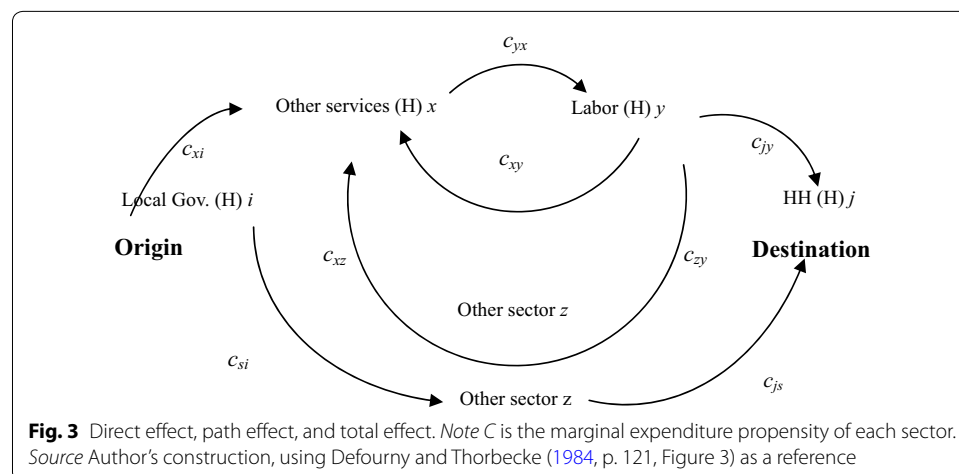 c_yx
Other services (H) x
Labor (H) y
c_xi
c_xy
c_jy
Local Gov. (H) i
HH (H) j
Origin
Destination
c_xz
c_zy
Other sector z
c_si
c_js
Other sector z
Fig. 3 Direct effect, path effect, and total effect. Note C is the marginal expenditure propensity of each sector.
Source Author's construction, using Defourny and Thorbecke (1984, p. 121, Figure 3) as a reference